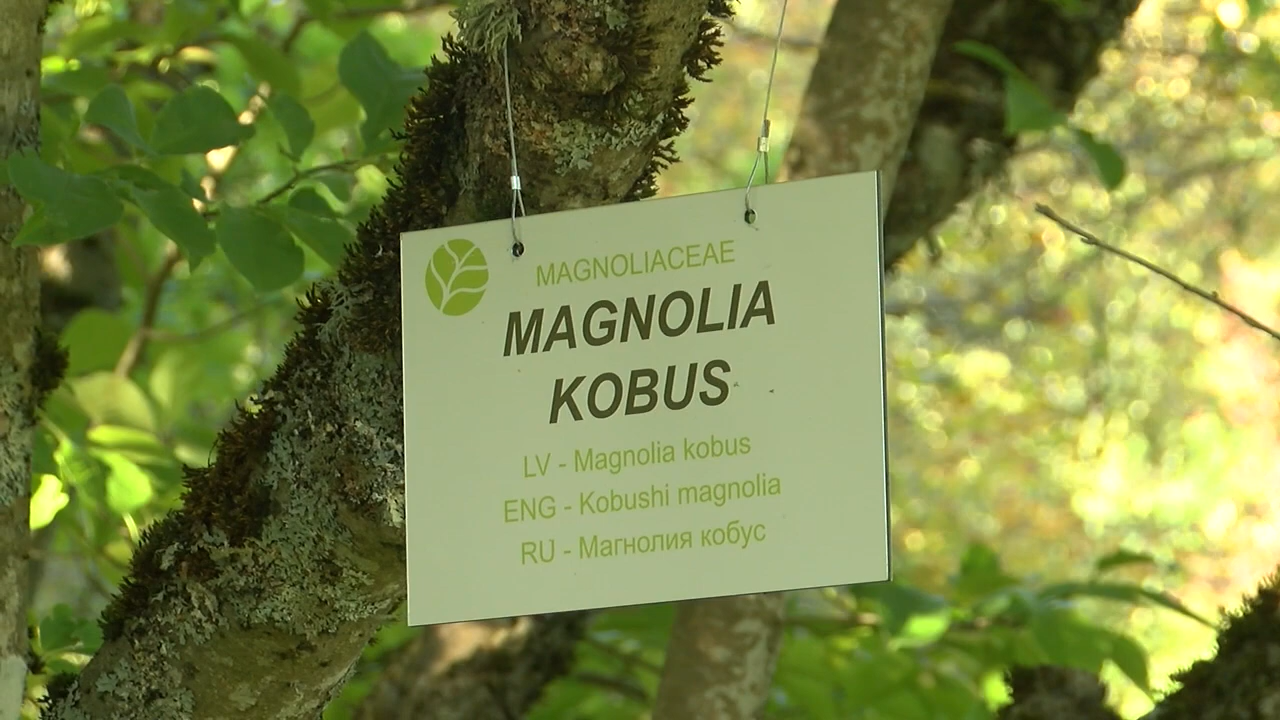 MAGNOLIACEAE
MAGNOLIA
KOBUS
LV - Magnolia kobus
ENG - Kobushi magnolia
RU - Магнолия кобус